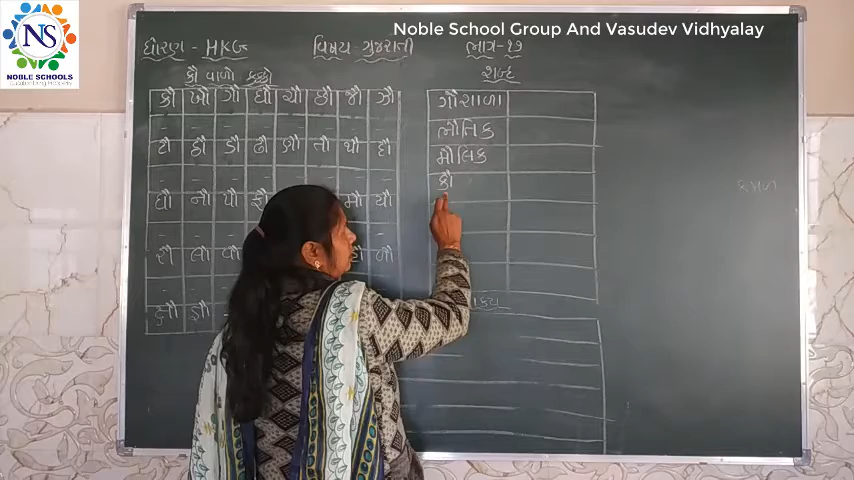 NS
NOBLE SCHOOLS
Noble School Group And Vasudev Vidhyalay
ધોરણ - HKG વિષય - ગુજરાતી ભાગ-૧૭
કૌ વાળો કક્કો
શબ્દ
કૌ ખૌ ગૌ ઘૌ ચૌ છૌ જૌ ઝૌ
ટૌ ઠૌ ડૌ ઢૌ ણૌ તૌ થૌ દૌ
ધૌ નૌ પૌ ફૌ મૌ યૌ
રૌ લૌ વૌ હૌ ળૌ
ક્ષૌ જ્ઞૌ
ગૌશાળા
ભૌતિક
મૌલિક
કૌ
વાક્ય